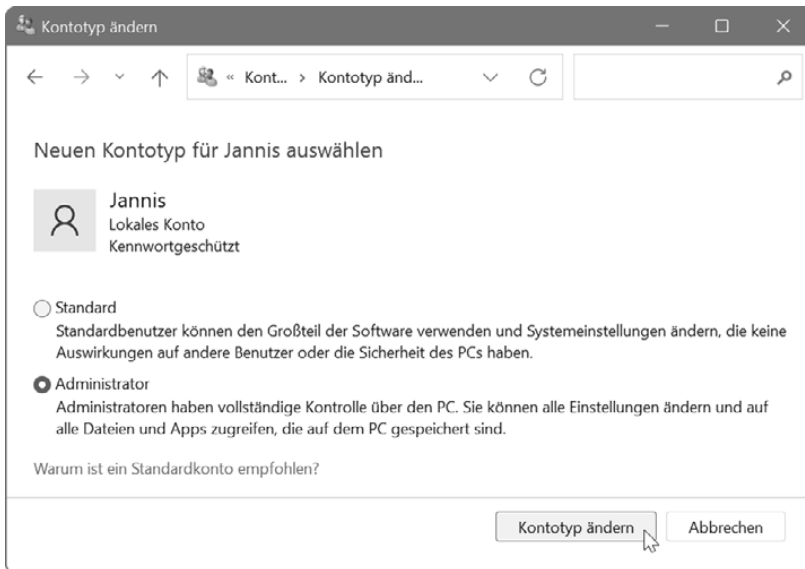 Kontotyp ändern
« Kont... › Kontotyp änd...
Neuen Kontotyp für Jannis auswählen
Jannis
Lokales Konto
Kennwortgeschützt
Standard
Standardbenutzer können den Großteil der Software verwenden und Systemeinstellungen ändern, die keine
Auswirkungen auf andere Benutzer oder die Sicherheit des PCs haben.
Administrator
Administratoren haben vollständige Kontrolle über den PC. Sie können alle Einstellungen ändern und auf
alle Dateien und Apps zugreifen, die auf dem PC gespeichert sind.
Warum ist ein Standardkonto empfohlen?
Kontotyp ändern Abbrechen